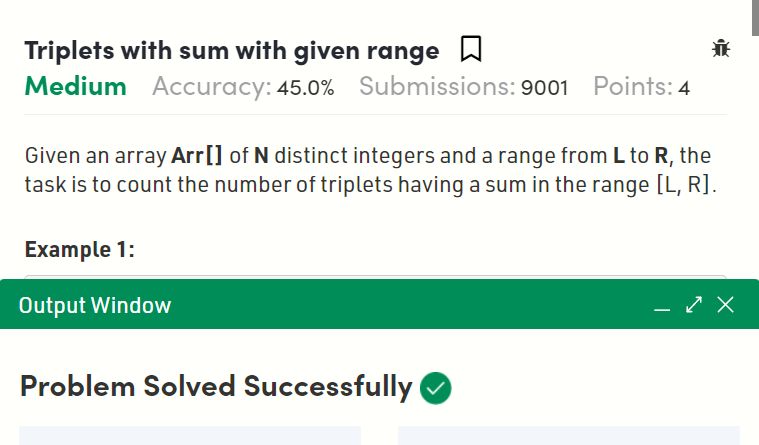 Triplets with sum with given range
Medium Accuracy: 45.0% Submissions: 9001 Points: 4
Given an array Arr[] of N distinct integers and a range from L to R, the
task is to count the number of triplets having a sum in the range [L, R].
Example 1:
Output Window
Problem Solved Successfully